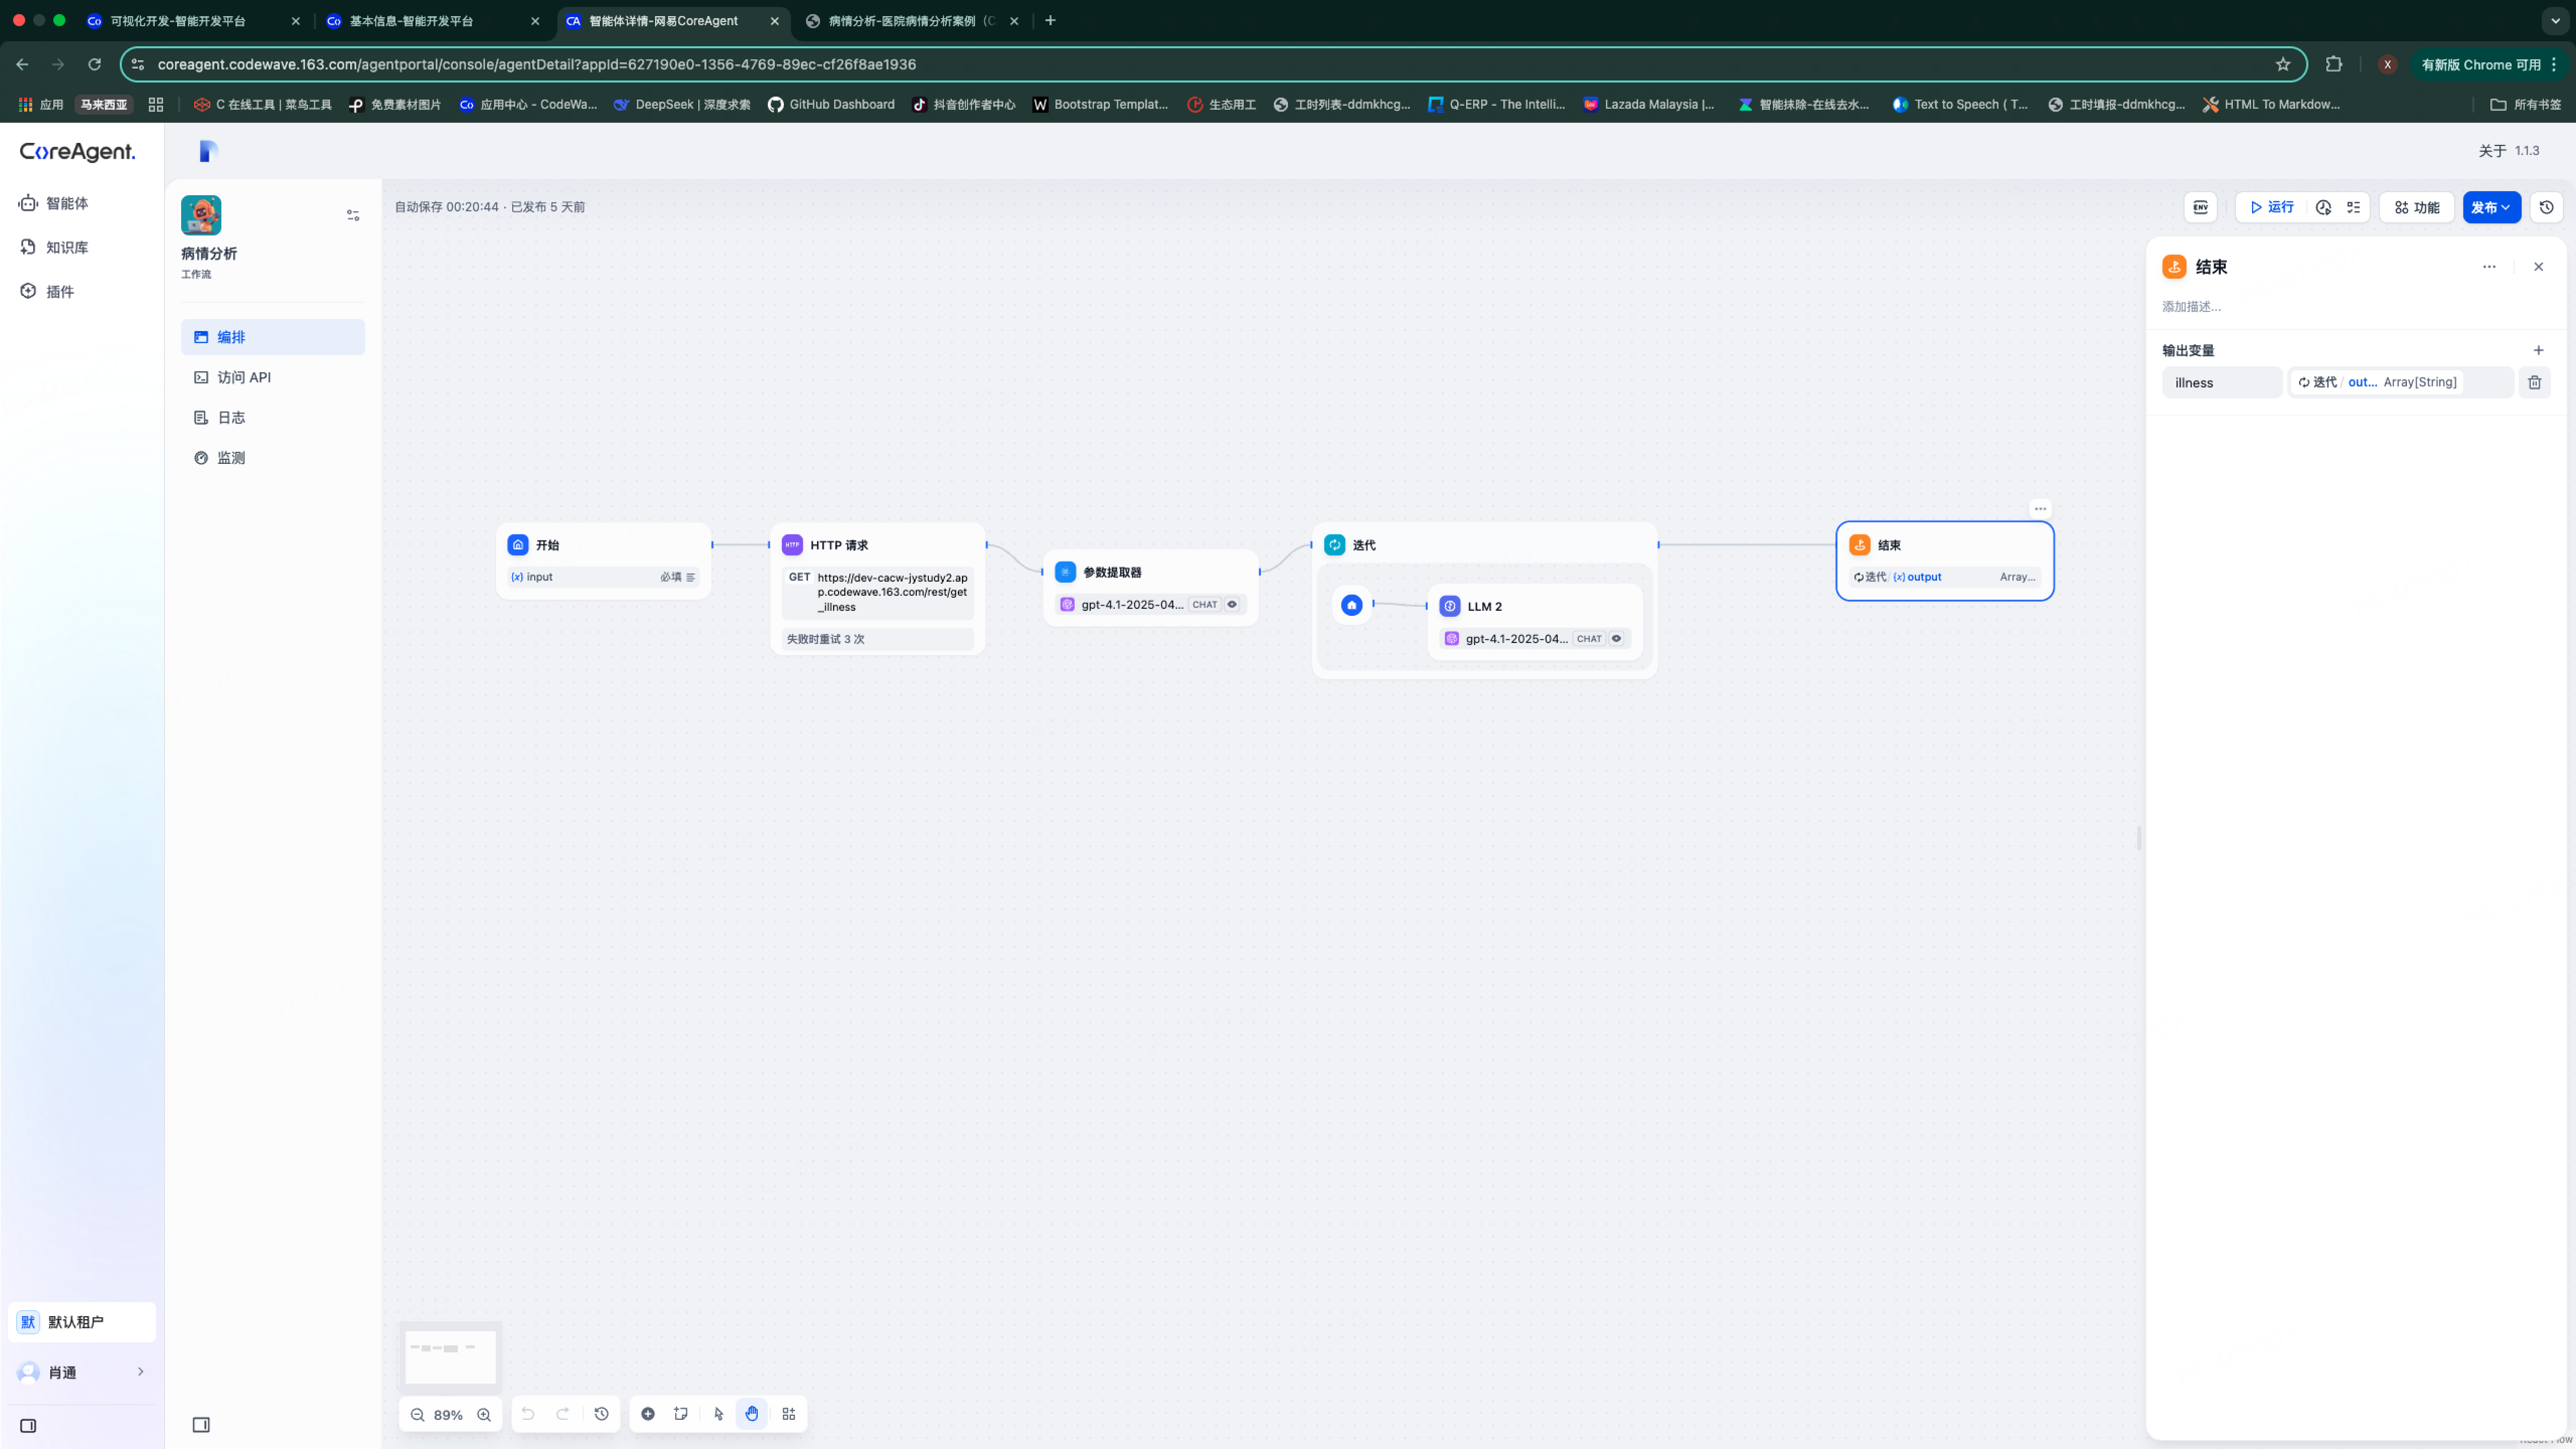 可视化开发-智能开发平台
基本信息-智能开发平台
智能体详情-网易CoreAgent
病情分析-医院病情分析案例（C
coreagent.codewave.163.com/agentportal/console/agentDetail?appId=627190e0-1356-4769-89ec-cf26f8ae1936
X
有新版 Chrome 可用
应用
马来西亚
C 在线工具 | 菜鸟工具
免费素材图片
应用中心 - CodeWa...
DeepSeek | 深度求索
GitHub Dashboard
抖音创作者中心
Bootstrap Templat...
生态用工
工时列表-ddmkhcg...
Q-ERP - The Intelli...
Lazada Malaysia |...
智能抹除-在线去水...
Text to Speech ( T...
工时填报-ddmkhcg...
HTML To Markdow...
所有书签
CoreAgent.
关于 1.1.3
智能体
知识库
插件
病情分析
工作流
编排
访问 API
日志
监测
自动保存 00:20:44 · 已发布 5 天前
ENV
运行
功能
发布
结束
添加描述...
输出变量
illness
迭代 / out... Array[String]
开始
{x} input 必填
HTTP
HTTP 请求
GET https://dev-cacw-jystudy2.ap
p.codewave.163.com/rest/get
_illness
失败时重试 3 次
参数提取器
gpt-4.1-2025-04... CHAT
迭代
LLM 2
gpt-4.1-2025-04... CHAT
结束
迭代 / {x} output Array...
默 默认租户
肖通
89%